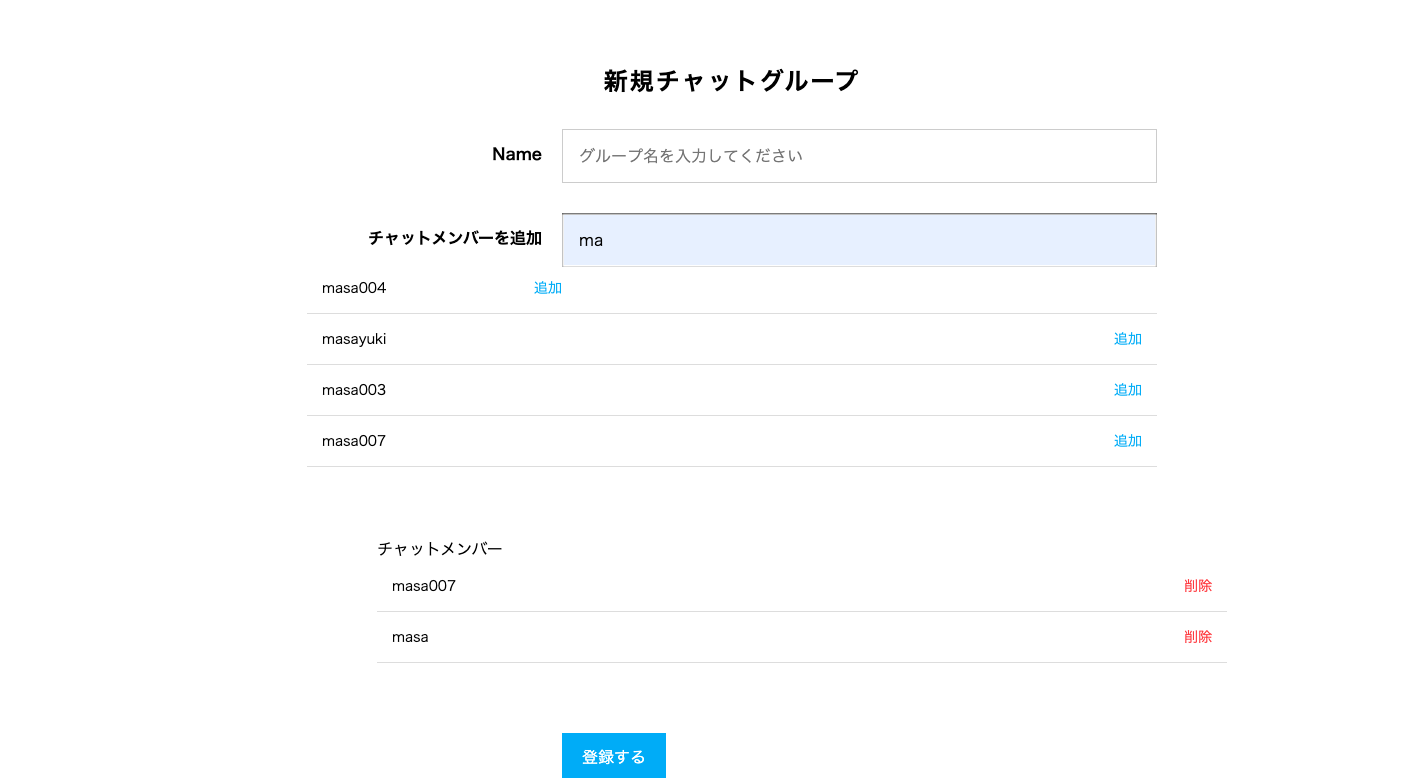 新規チャットグループ
Name グループ名を入力してください
チャットメンバーを追加 ma
masa004 追加
masayuki 追加
masa003 追加
masa007 追加
チャットメンバー
masa007 削除
masa 削除
登録する